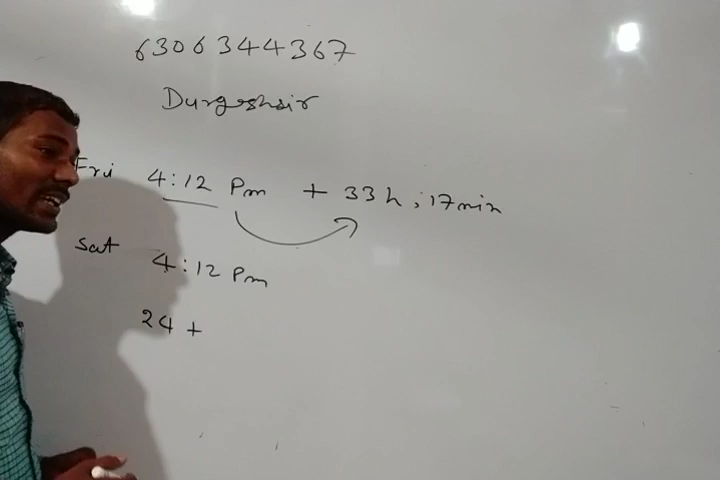 6306344367
Durgeshsir
Fri 4:12 Pm + 33h, 17min
Sat 4:12 Pm
24 +